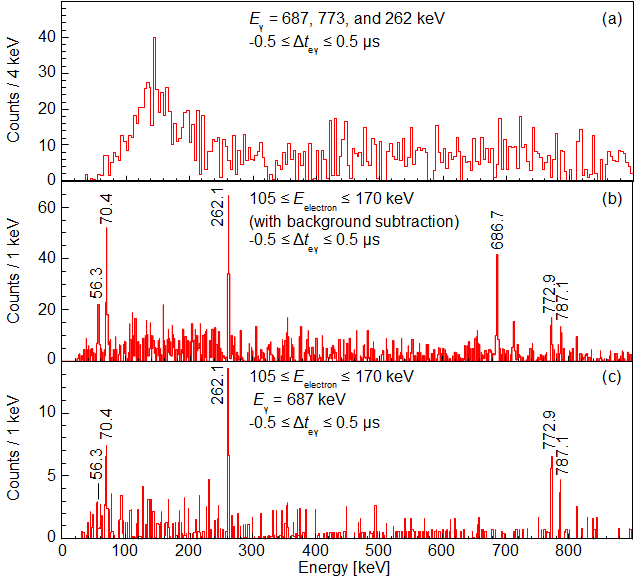 E_γ = 687, 773, and 262 keV
(a)
-0.5 ≤ Δt_eγ ≤ 0.5 μs
Counts / 4 keV
40
30
20
10
0
105 ≤ E_electron ≤ 170 keV
(b)
(with background subtraction)
-0.5 ≤ Δt_eγ ≤ 0.5 μs
Counts / 1 keV
60
40
20
0
56.3
70.4
262.1
686.7
772.9
787.1
105 ≤ E_electron ≤ 170 keV
(c)
E_γ = 687 keV
-0.5 ≤ Δt_eγ ≤ 0.5 μs
Counts / 1 keV
10
5
0
56.3
70.4
262.1
772.9
787.1
0 100 200 300 400 500 600 700 800
Energy [keV]